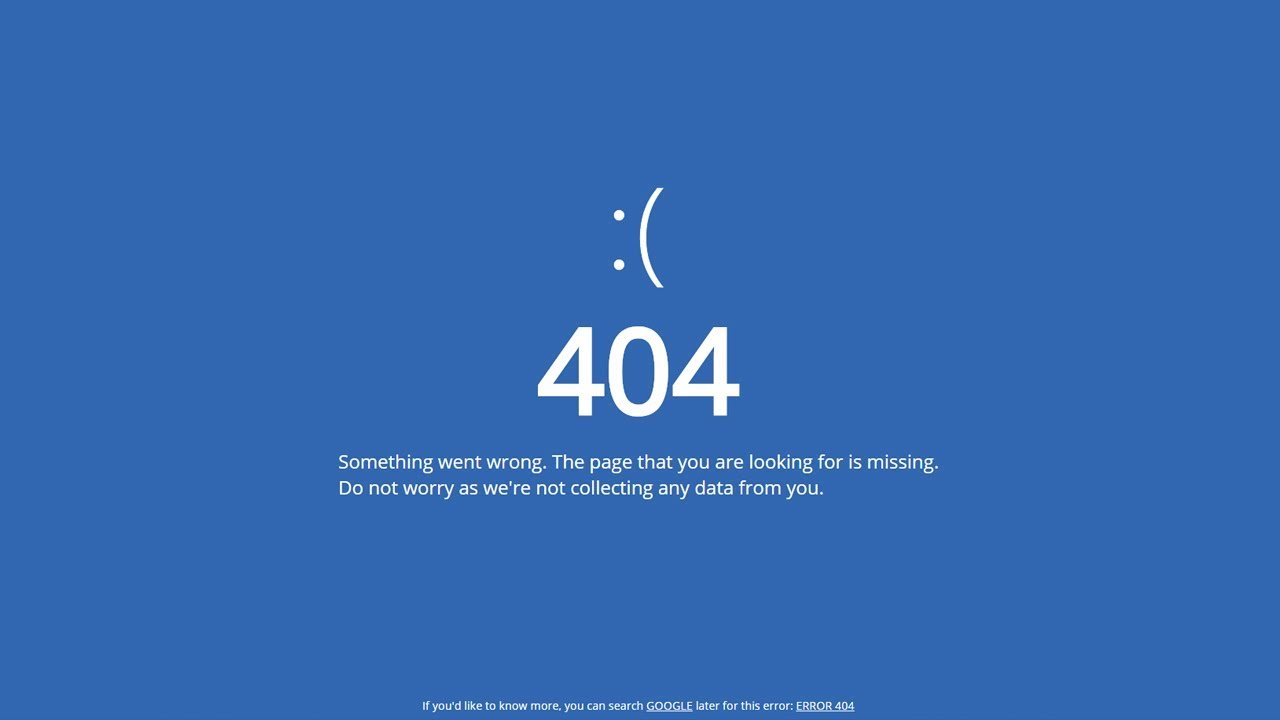 :(
404
Something went wrong. The page that you are looking for is missing.
Do not worry as we're not collecting any data from you.
If you'd like to know more, you can search GOOGLE later for this error: ERROR 404